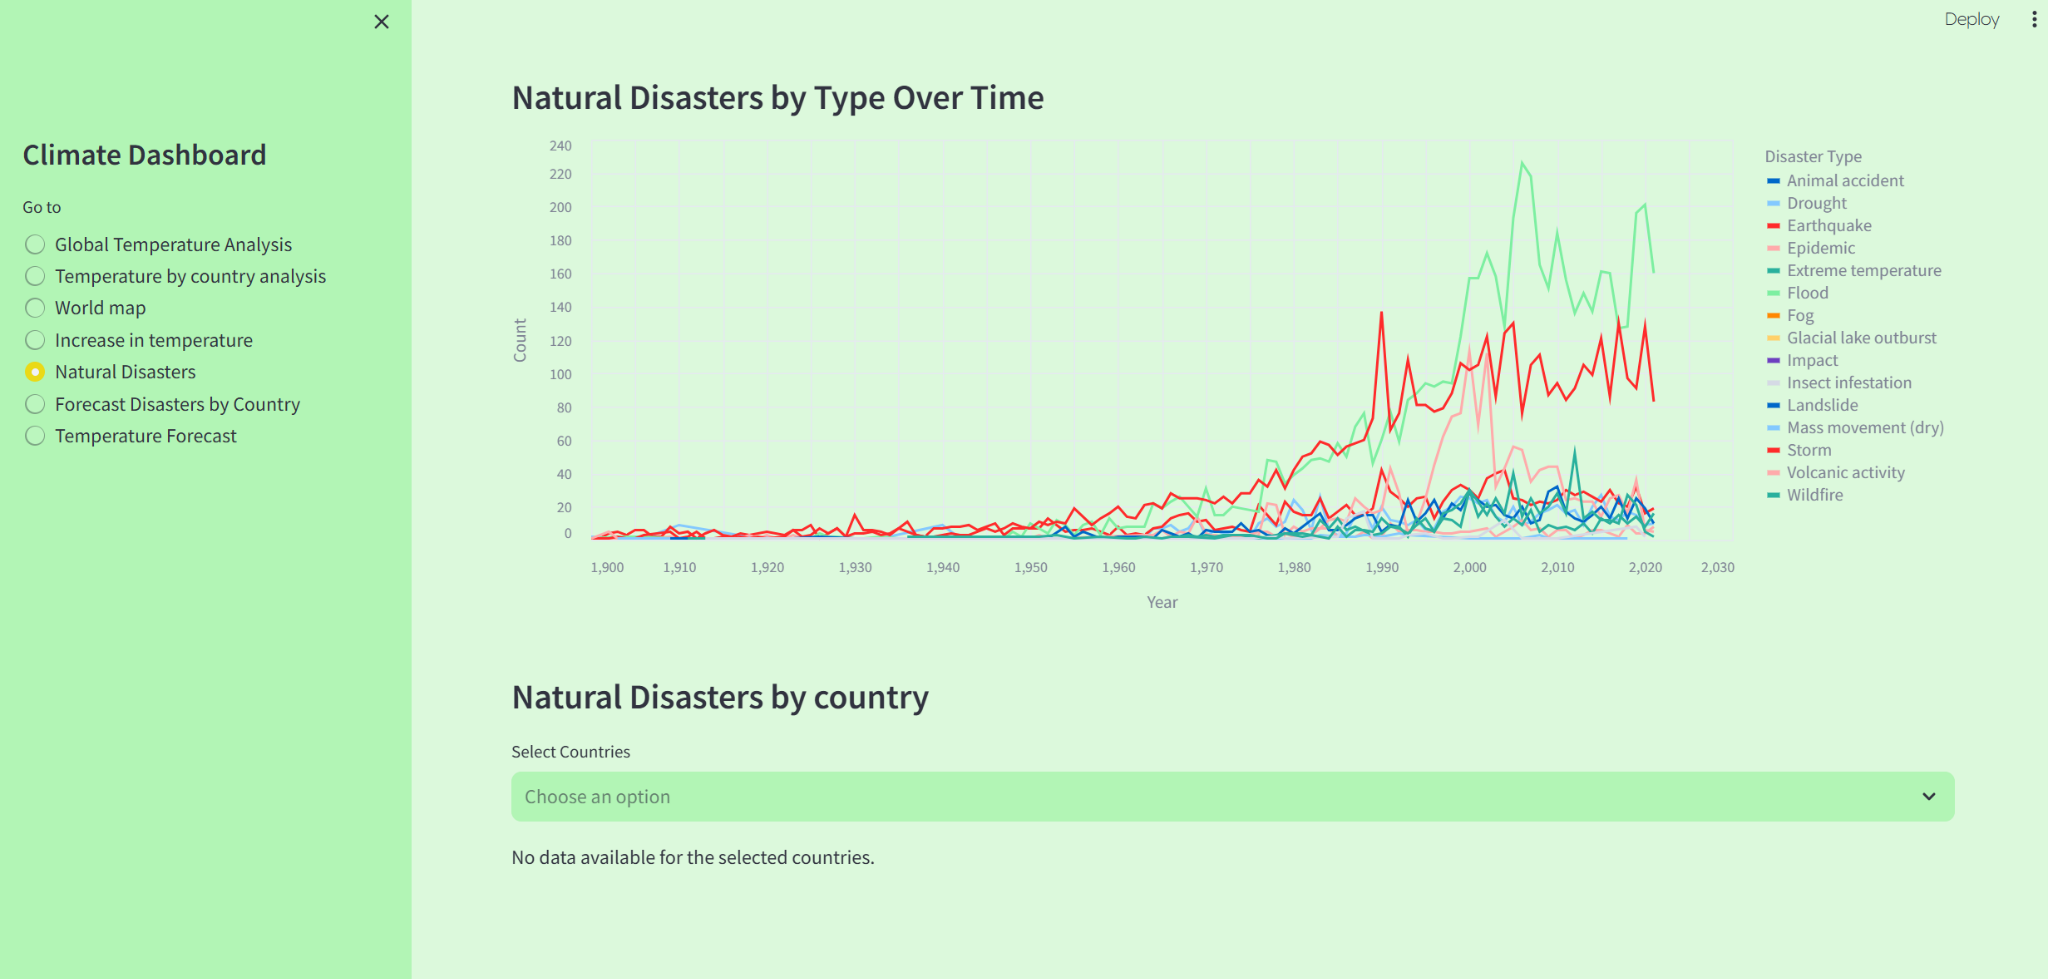 Deploy
Climate Dashboard
Go to
Global Temperature Analysis
Temperature by country analysis
World map
Increase in temperature
Natural Disasters
Forecast Disasters by Country
Temperature Forecast
Natural Disasters by Type Over Time
240
220
200
180
160
140
120
100
80
60
40
20
0
Count
1,900 1,910 1,920 1,930 1,940 1,950 1,960 1,970 1,980 1,990 2,000 2,010 2,020 2,030
Year
Disaster Type
Animal accident
Drought
Earthquake
Epidemic
Extreme temperature
Flood
Fog
Glacial lake outburst
Impact
Insect infestation
Landslide
Mass movement (dry)
Storm
Volcanic activity
Wildfire
Natural Disasters by country
Select Countries
Choose an option
No data available for the selected countries.